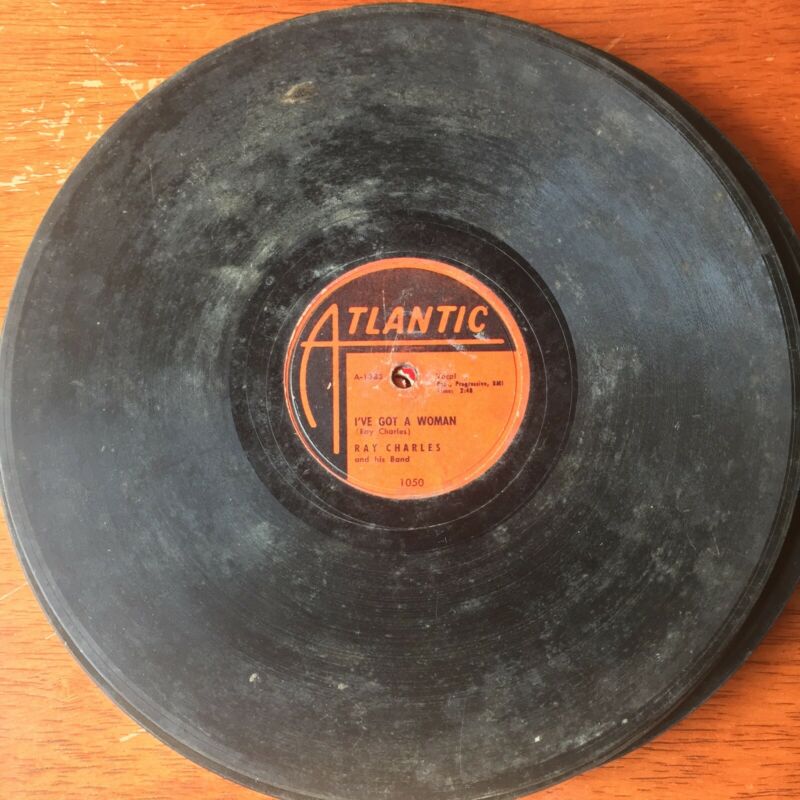 ATLANTIC
Vocal
Progressive, BMI
2:48
I'VE GOT A WOMAN
(Ray Charles)
RAY CHARLES
and his Band
1050